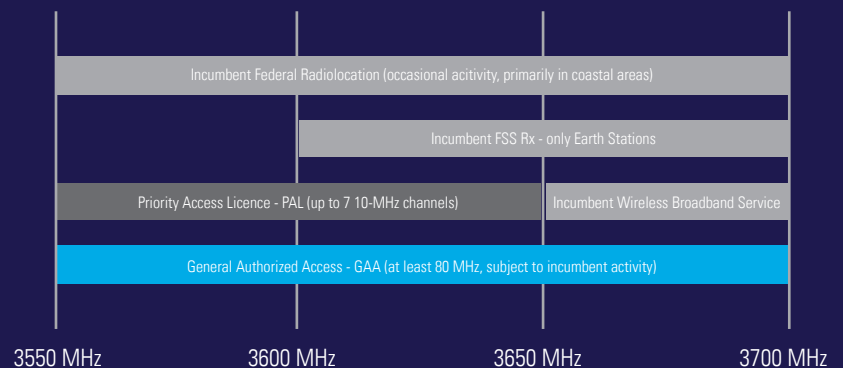 Incumbent Federal Radiolocation (occasional acitivity, primarily in coastal areas)
Incumbent FSS Rx - only Earth Stations
Priority Access Licence - PAL (up to 7 10-MHz channels)
Incumbent Wireless Broadband Service
General Authorized Access - GAA (at least 80 MHz, subject to incumbent activity)
3550 MHz
3600 MHz
3650 MHz
3700 MHz